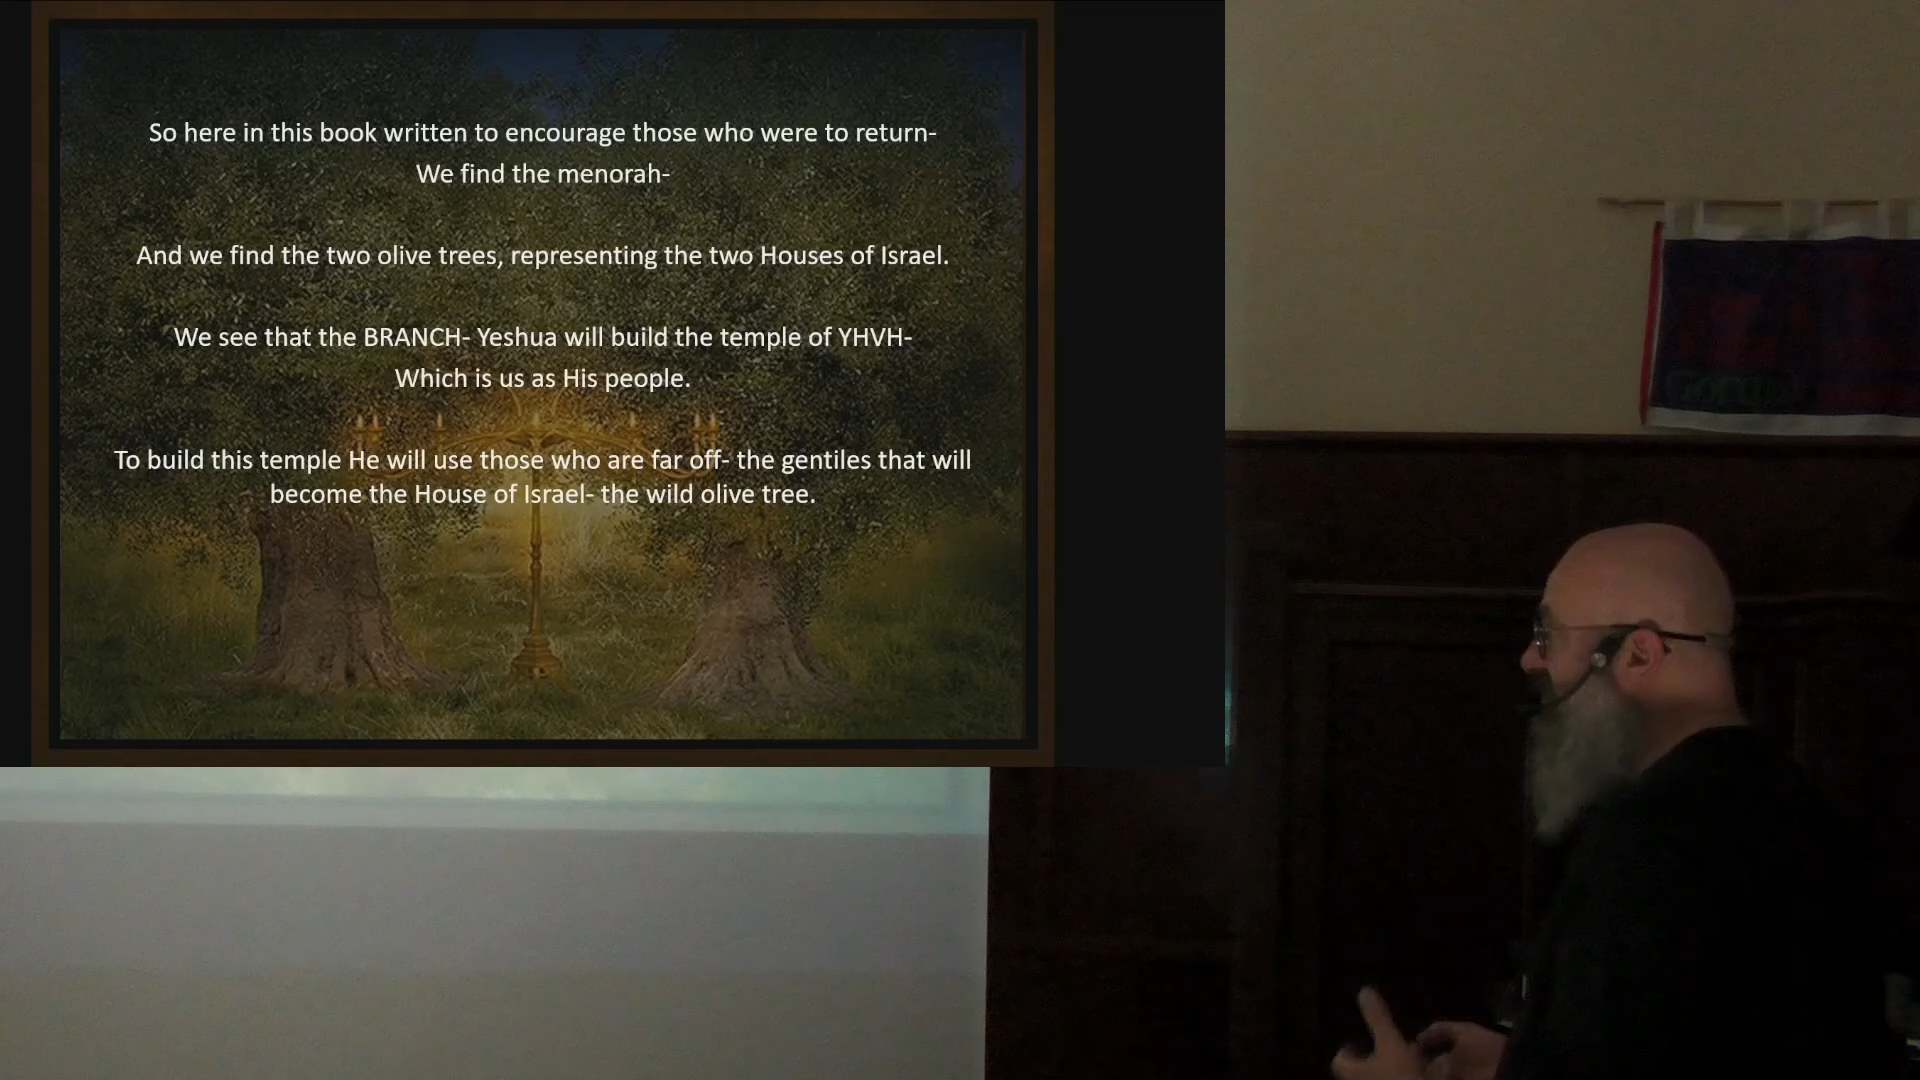 So here in this book written to encourage those who were to return-
We find the menorah-
And we find the two olive trees, representing the two Houses of Israel.
We see that the BRANCH- Yeshua will build the temple of YHVH-
Which is us as His people.
To build this temple He will use those who are far off- the gentiles that will
become the House of Israel- the wild olive tree.